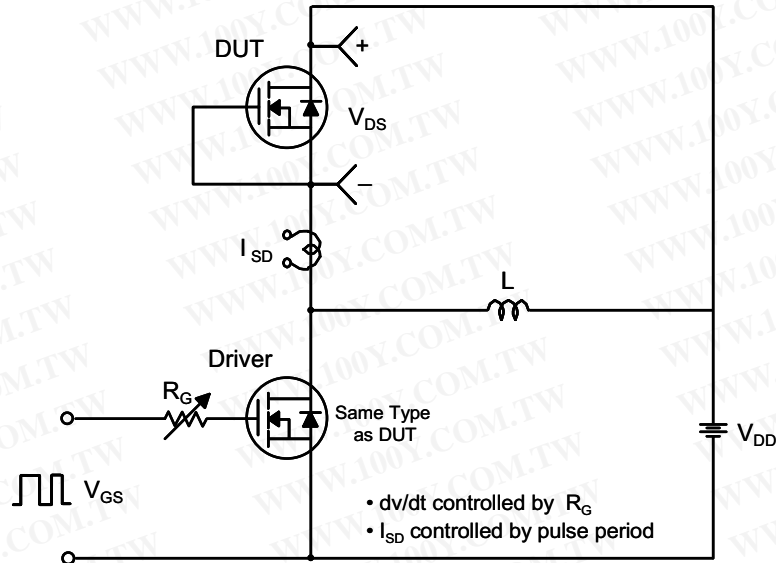 DUT
+
V_DS
−
I_SD
L
Driver
R_G
Same Type
as DUT
V_DD
V_GS
• dv/dt controlled by R_G
• I_SD controlled by pulse period
WWW.100Y.COM.TW